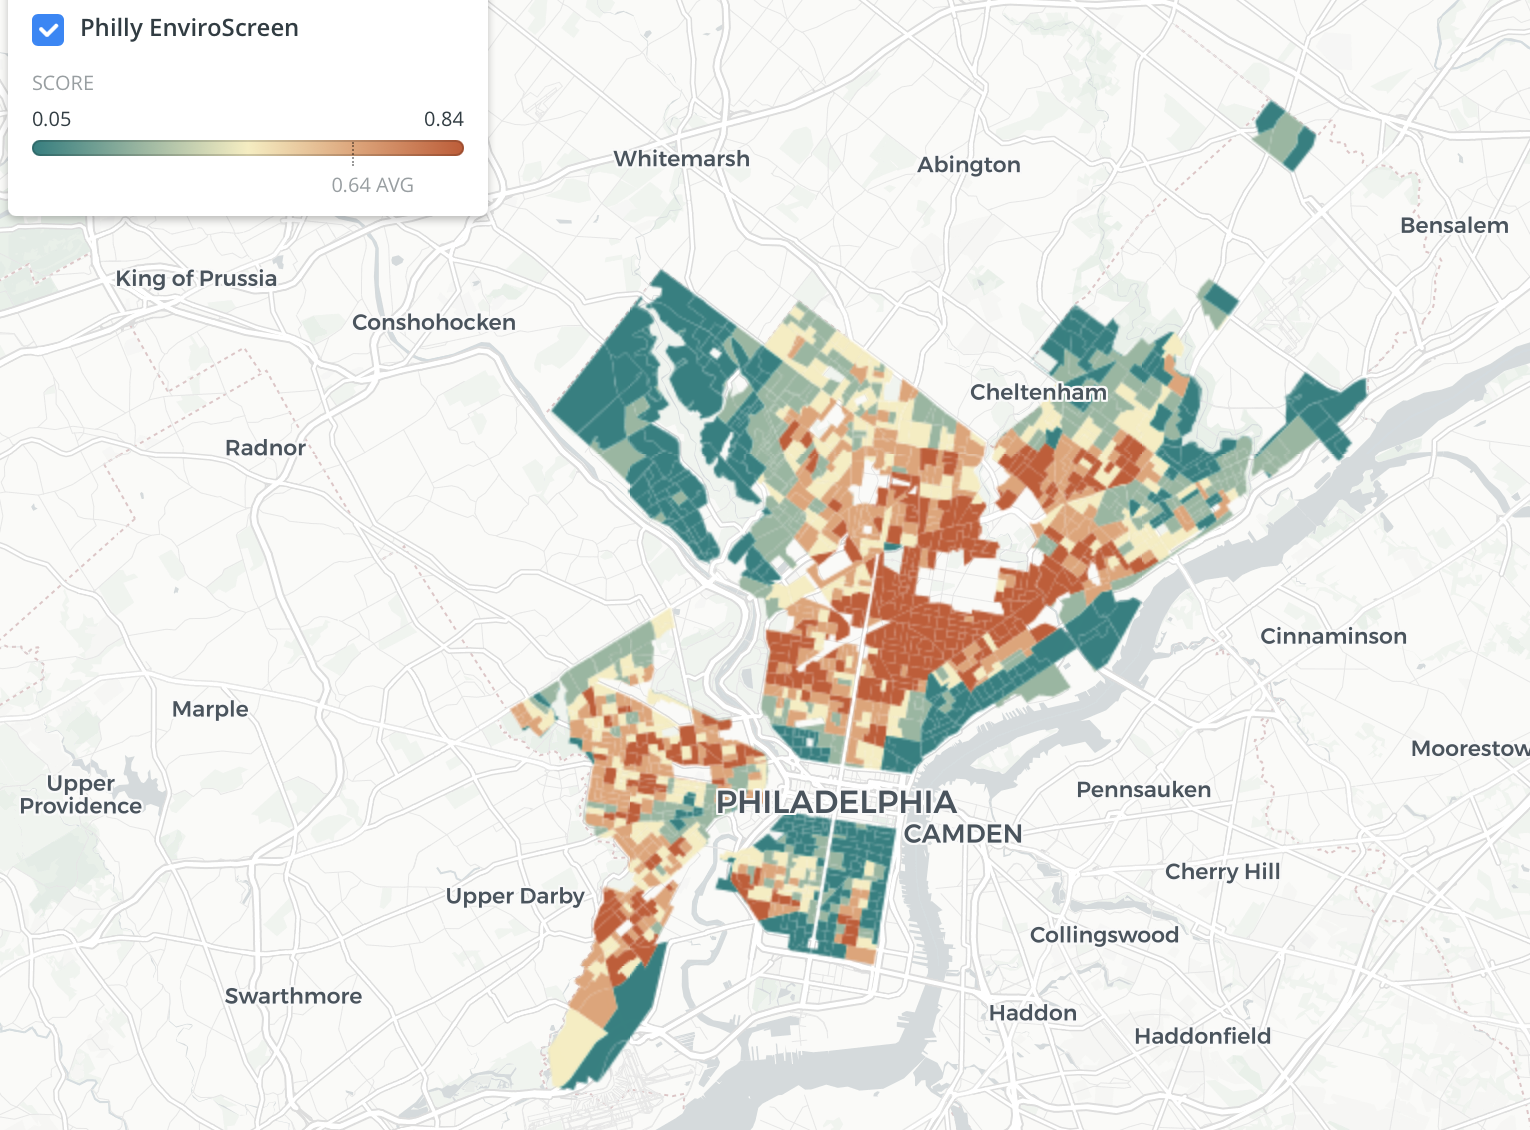 Philly EnviroScreen
SCORE
0.05 0.84
0.64 AVG
Whitemarsh
Abington
Bensalem
King of Prussia
Conshohocken
Cheltenham
Radnor
Cinnaminson
Marple
Moorestow
Upper
Providence
Pennsauken
PHILADELPHIA
CAMDEN
Cherry Hill
Upper Darby
Collingswood
Swarthmore
Haddon
Haddonfield